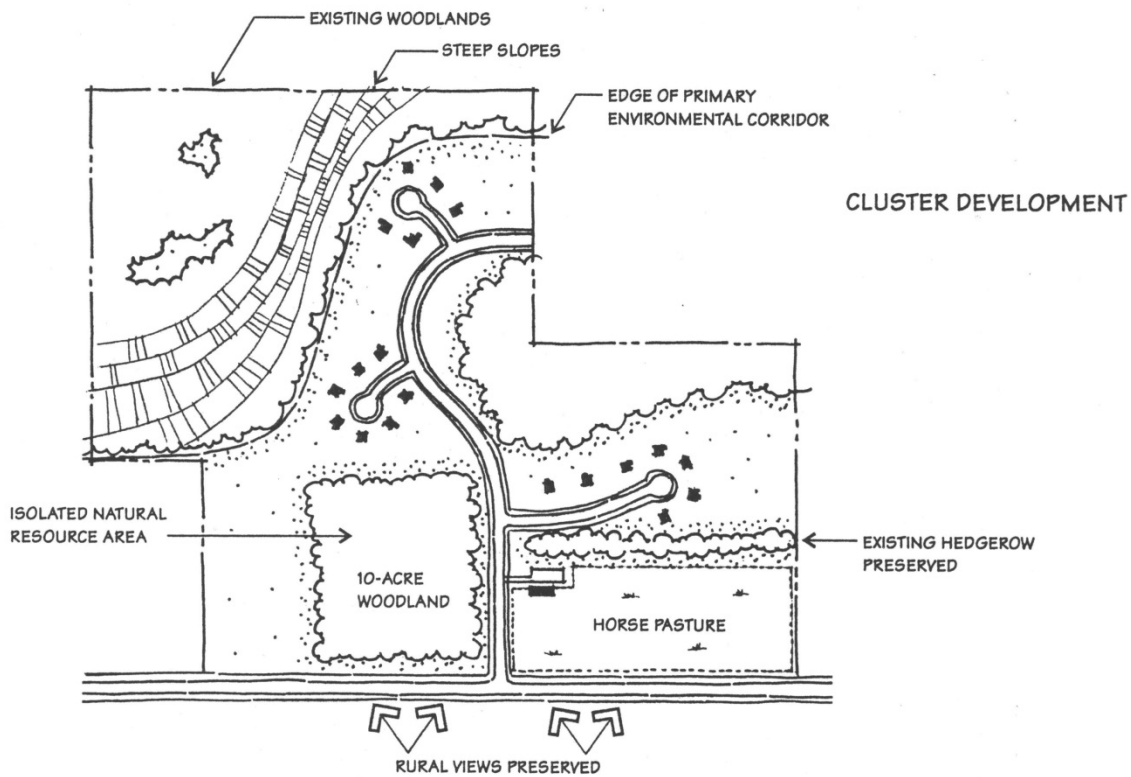 EXISTING WOODLANDS
STEEP SLOPES
EDGE OF PRIMARY
ENVIRONMENTAL CORRIDOR
CLUSTER DEVELOPMENT
ISOLATED NATURAL
RESOURCE AREA
10-ACRE
WOODLAND
EXISTING HEDGEROW
PRESERVED
HORSE PASTURE
RURAL VIEWS PRESERVED